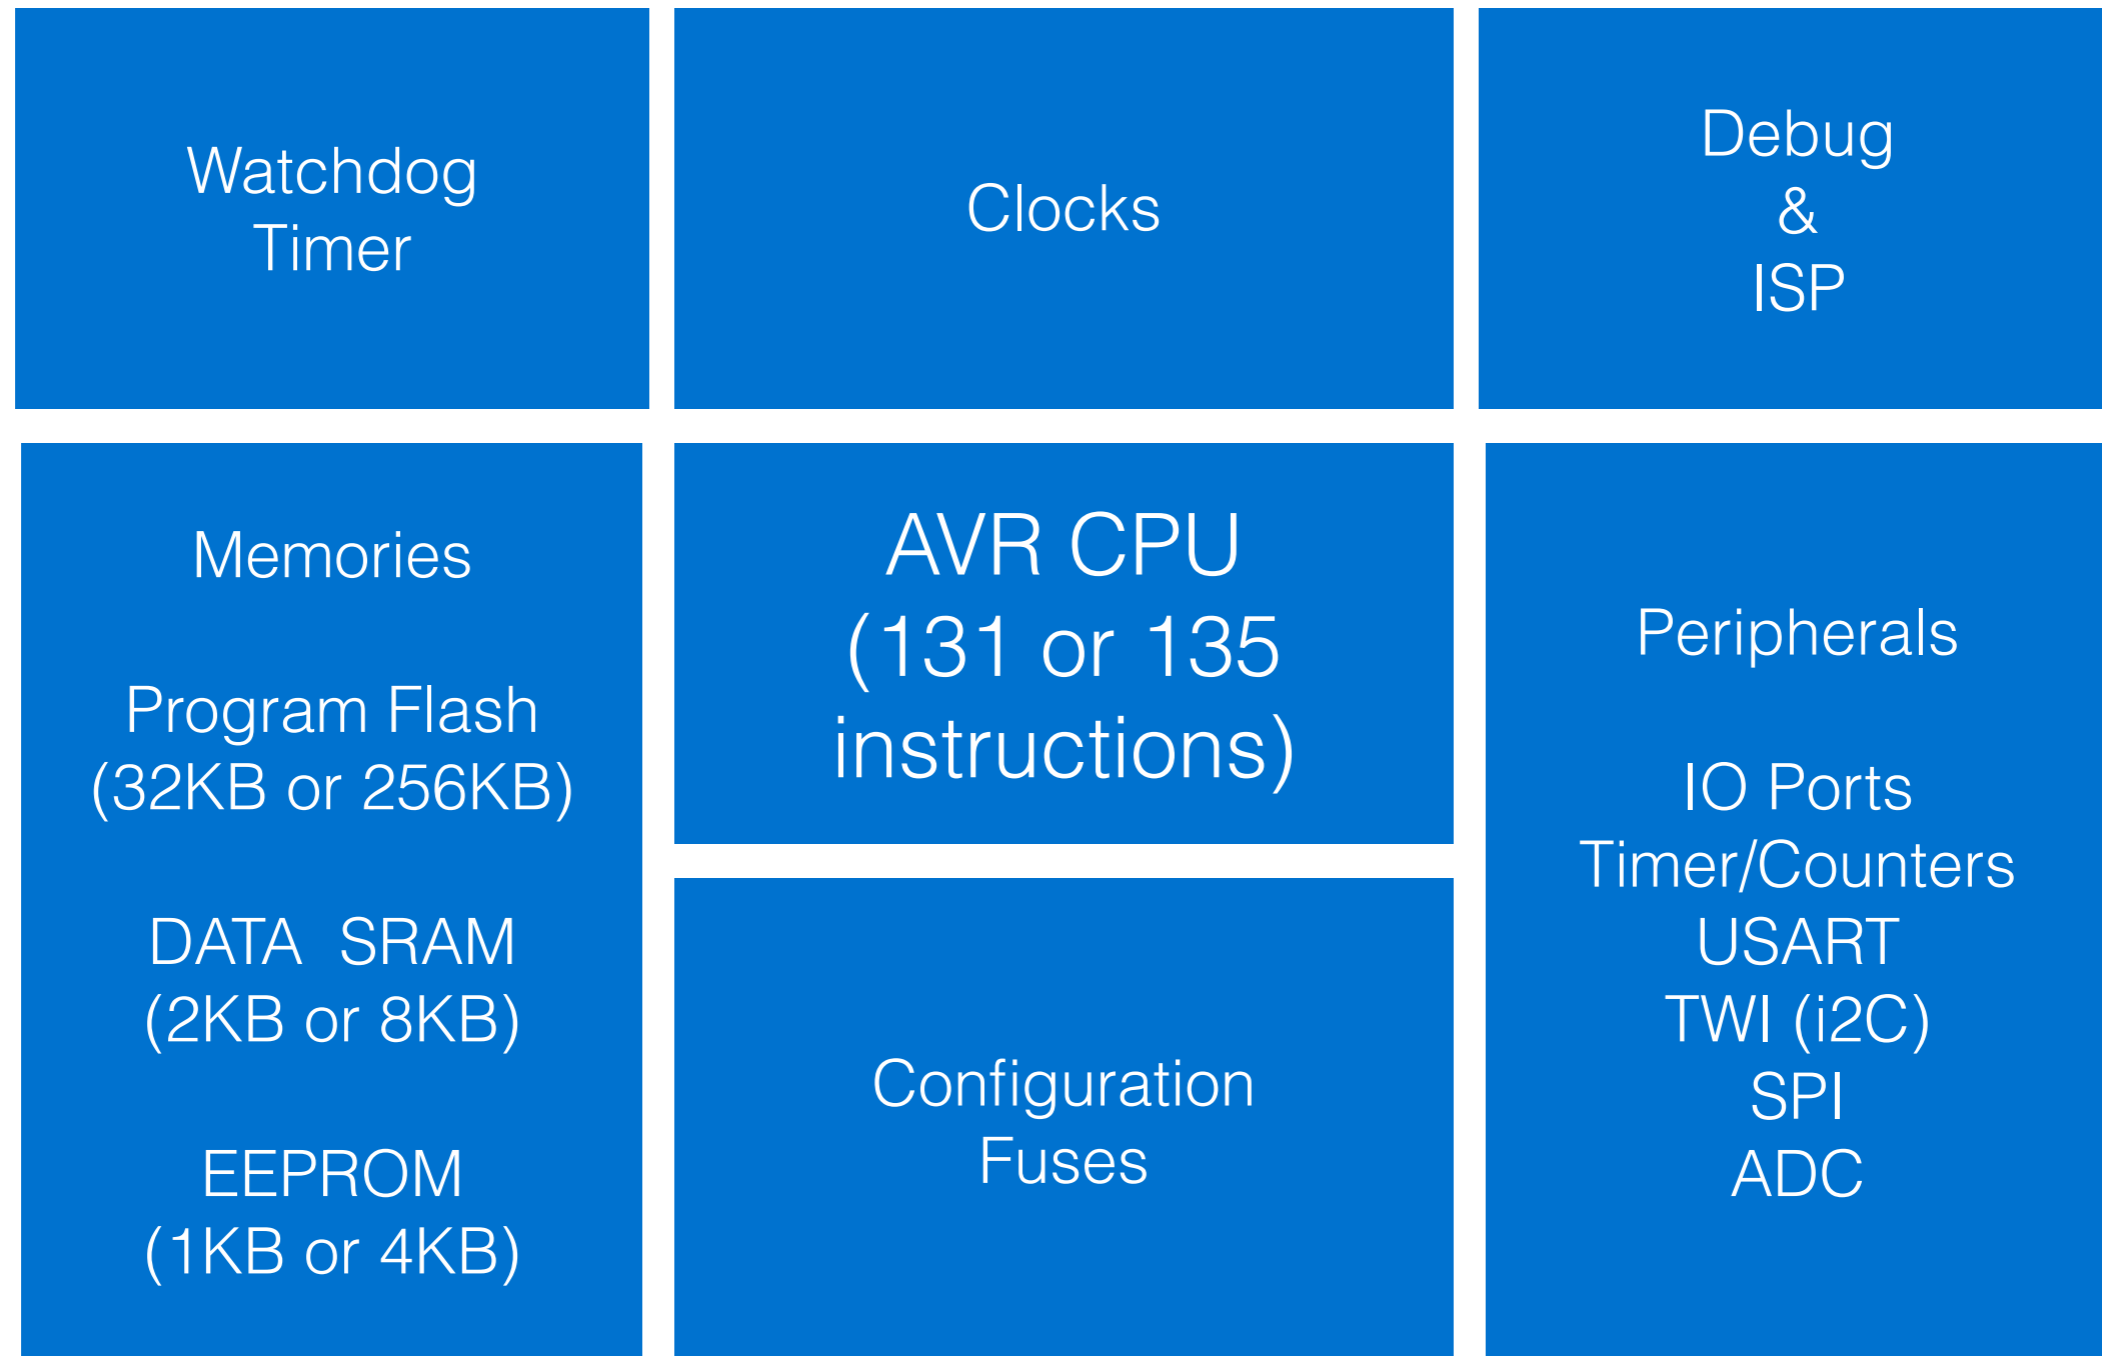 Watchdog
Timer
Clocks
Debug
&
ISP
Memories
Program Flash
(32KB or 256KB)
DATA  SRAM
(2KB or 8KB)
EEPROM
(1KB or 4KB)
AVR CPU
(131 or 135
instructions)
Configuration
Fuses
Peripherals
IO Ports
Timer/Counters
USART
TWI (i2C)
SPI
ADC